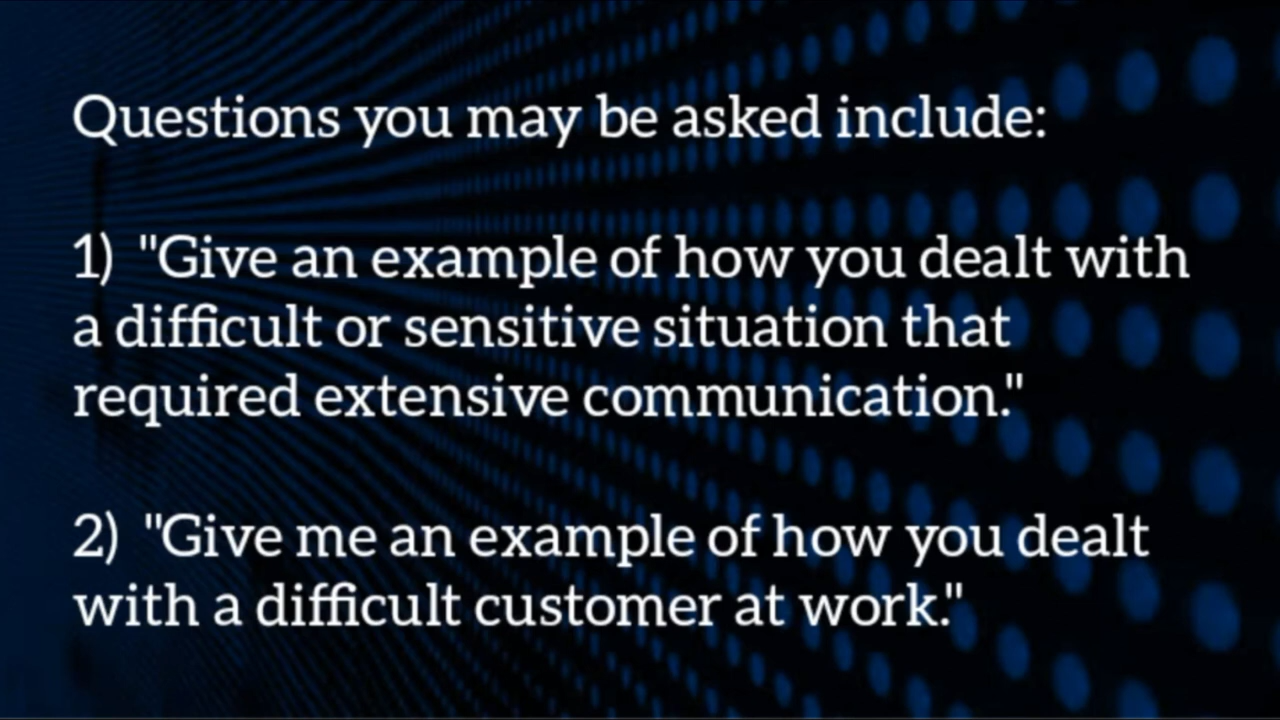 Questions you may be asked include:
1) "Give an example of how you dealt with
a difficult or sensitive situation that
required extensive communication."
2) "Give me an example of how you dealt
with a difficult customer at work."